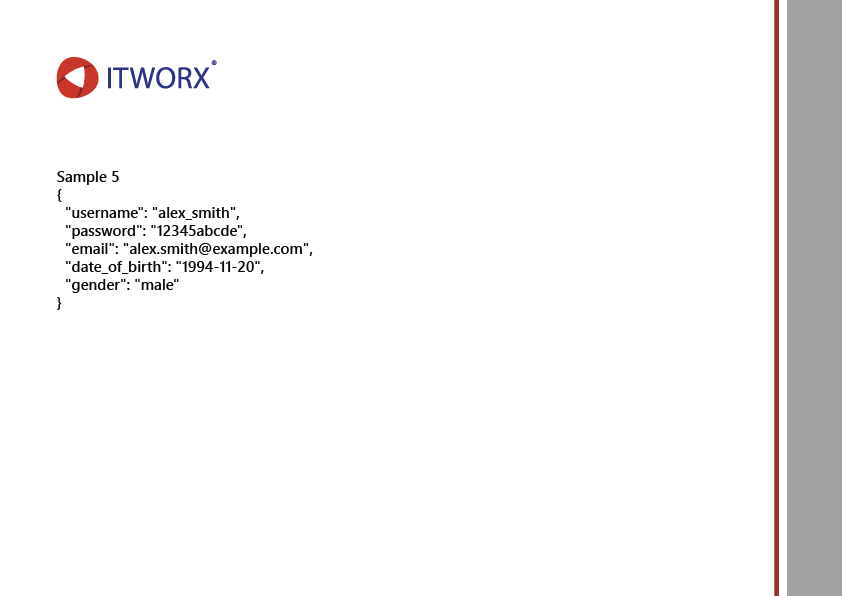 ITWORX®
Sample 5
{
"username": "alex_smith",
"password": "12345abcde",
"email": "alex.smith@example.com",
"date_of_birth": "1994-11-20",
"gender": "male"
}